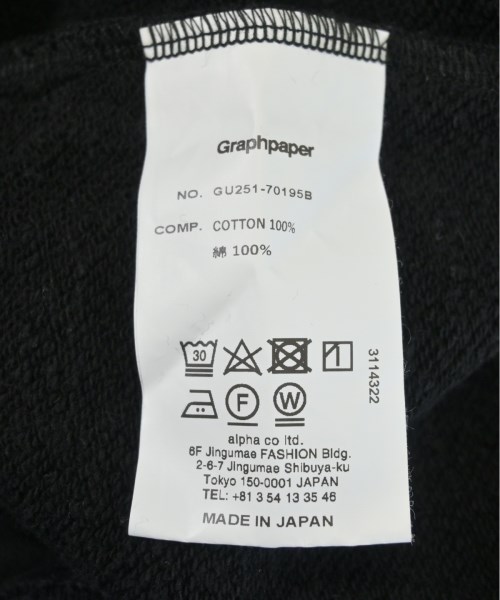 Graphpaper
NO. GU251-70195B
COMP. COTTON 100%
綿 100%
30
3114322
F
W
alpha co ltd.
6F Jingumae FASHION Bldg.
2-6-7 Jingumae Shibuya-ku
Tokyo 150-0001 JAPAN
TEL: +81 3 54 13 35 46
MADE IN JAPAN